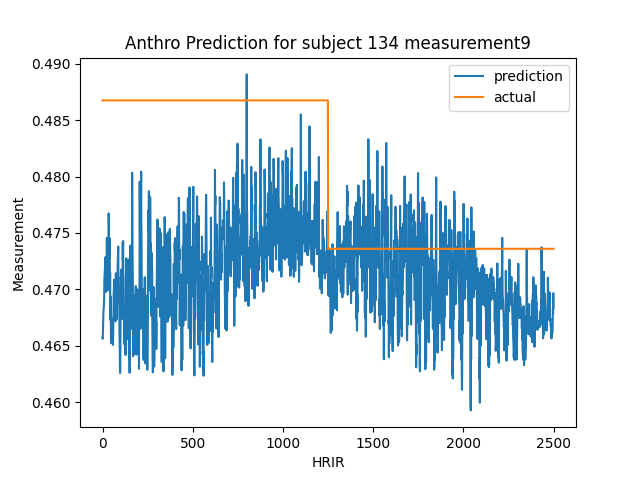 Anthro Prediction for subject 134 measurement9
0.490
0.485
0.480
0.475
0.470
0.465
0.460
Measurement
prediction
actual
0
500
1000
1500
2000
2500
HRIR